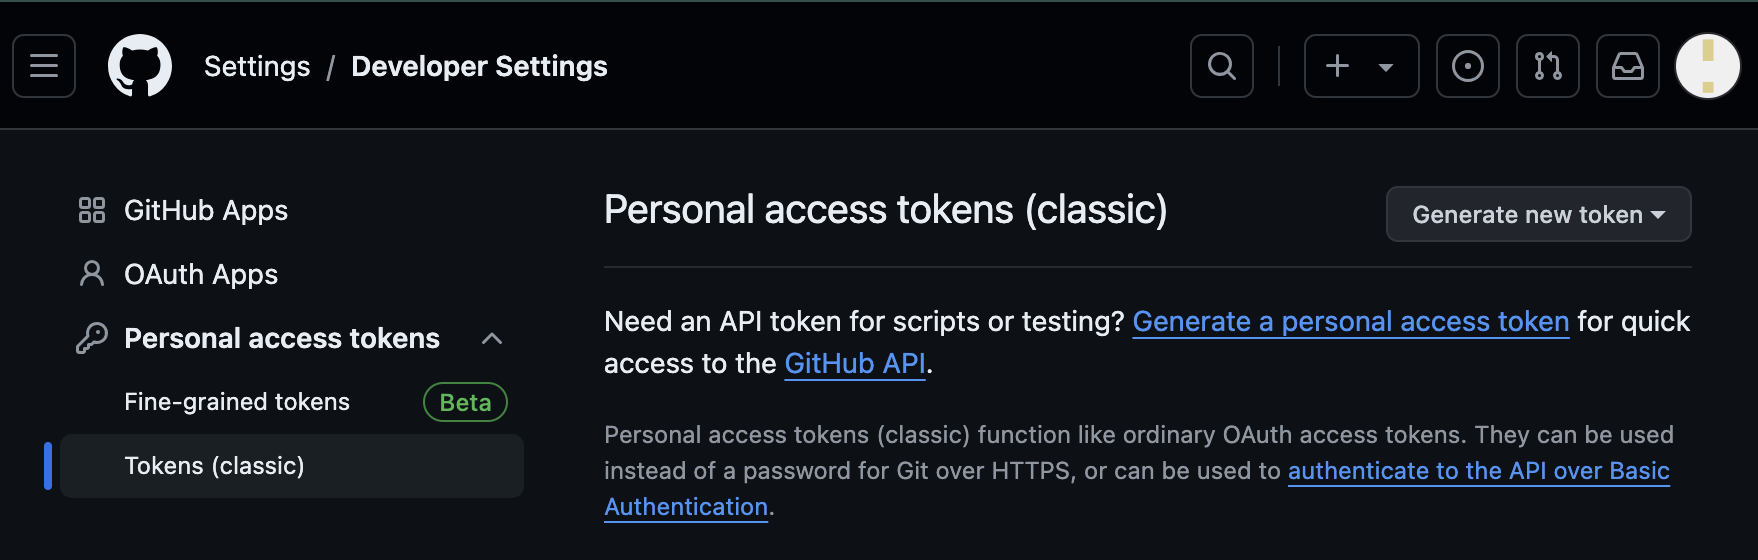 Settings / Developer Settings
GitHub Apps
OAuth Apps
Personal access tokens
Fine-grained tokens Beta
Tokens (classic)
Personal access tokens (classic)
Generate new token
Need an API token for scripts or testing? Generate a personal access token for quick
access to the GitHub API.
Personal access tokens (classic) function like ordinary OAuth access tokens. They can be used
instead of a password for Git over HTTPS, or can be used to authenticate to the API over Basic
Authentication.